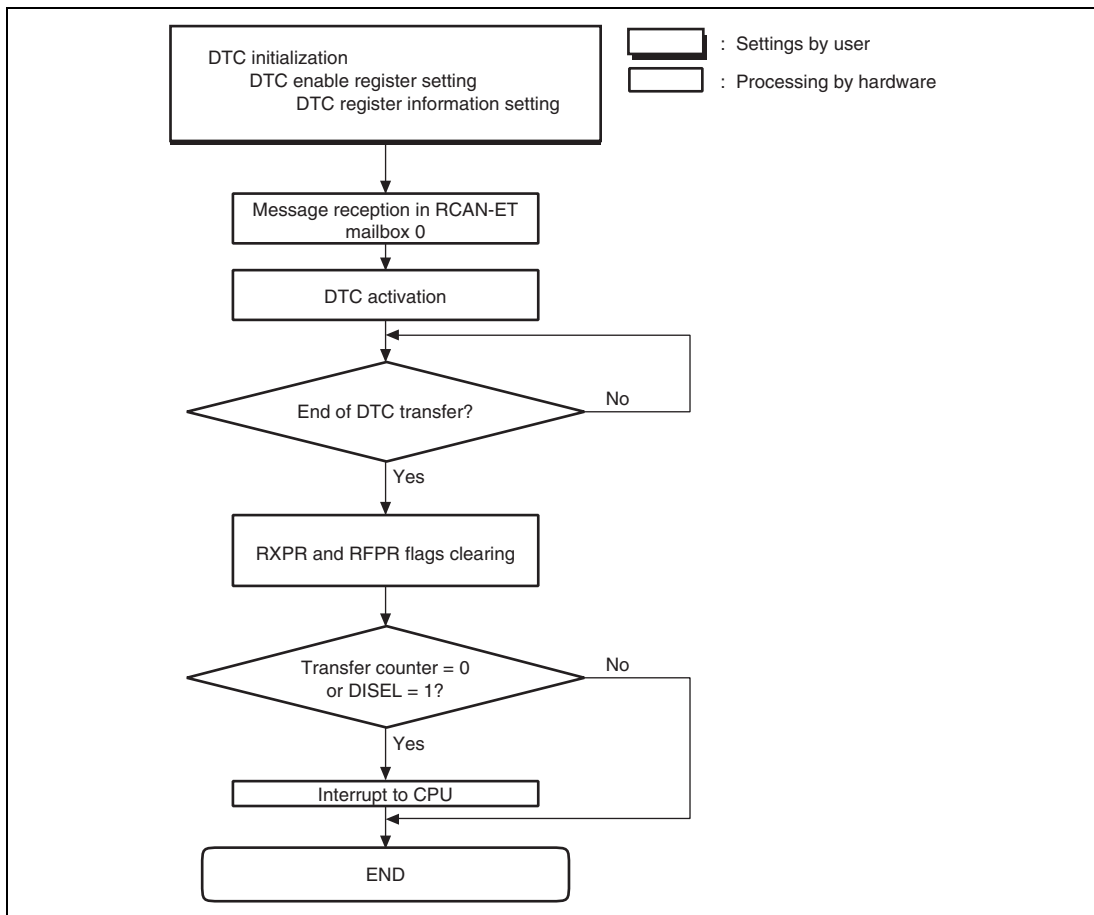 DTC initialization
DTC enable register setting
DTC register information setting
: Settings by user
: Processing by hardware
Message reception in RCAN-ET
mailbox 0
DTC activation
End of DTC transfer?
No
Yes
RXPR and RFPR flags clearing
Transfer counter = 0
or DISEL = 1?
No
Yes
Interrupt to CPU
END